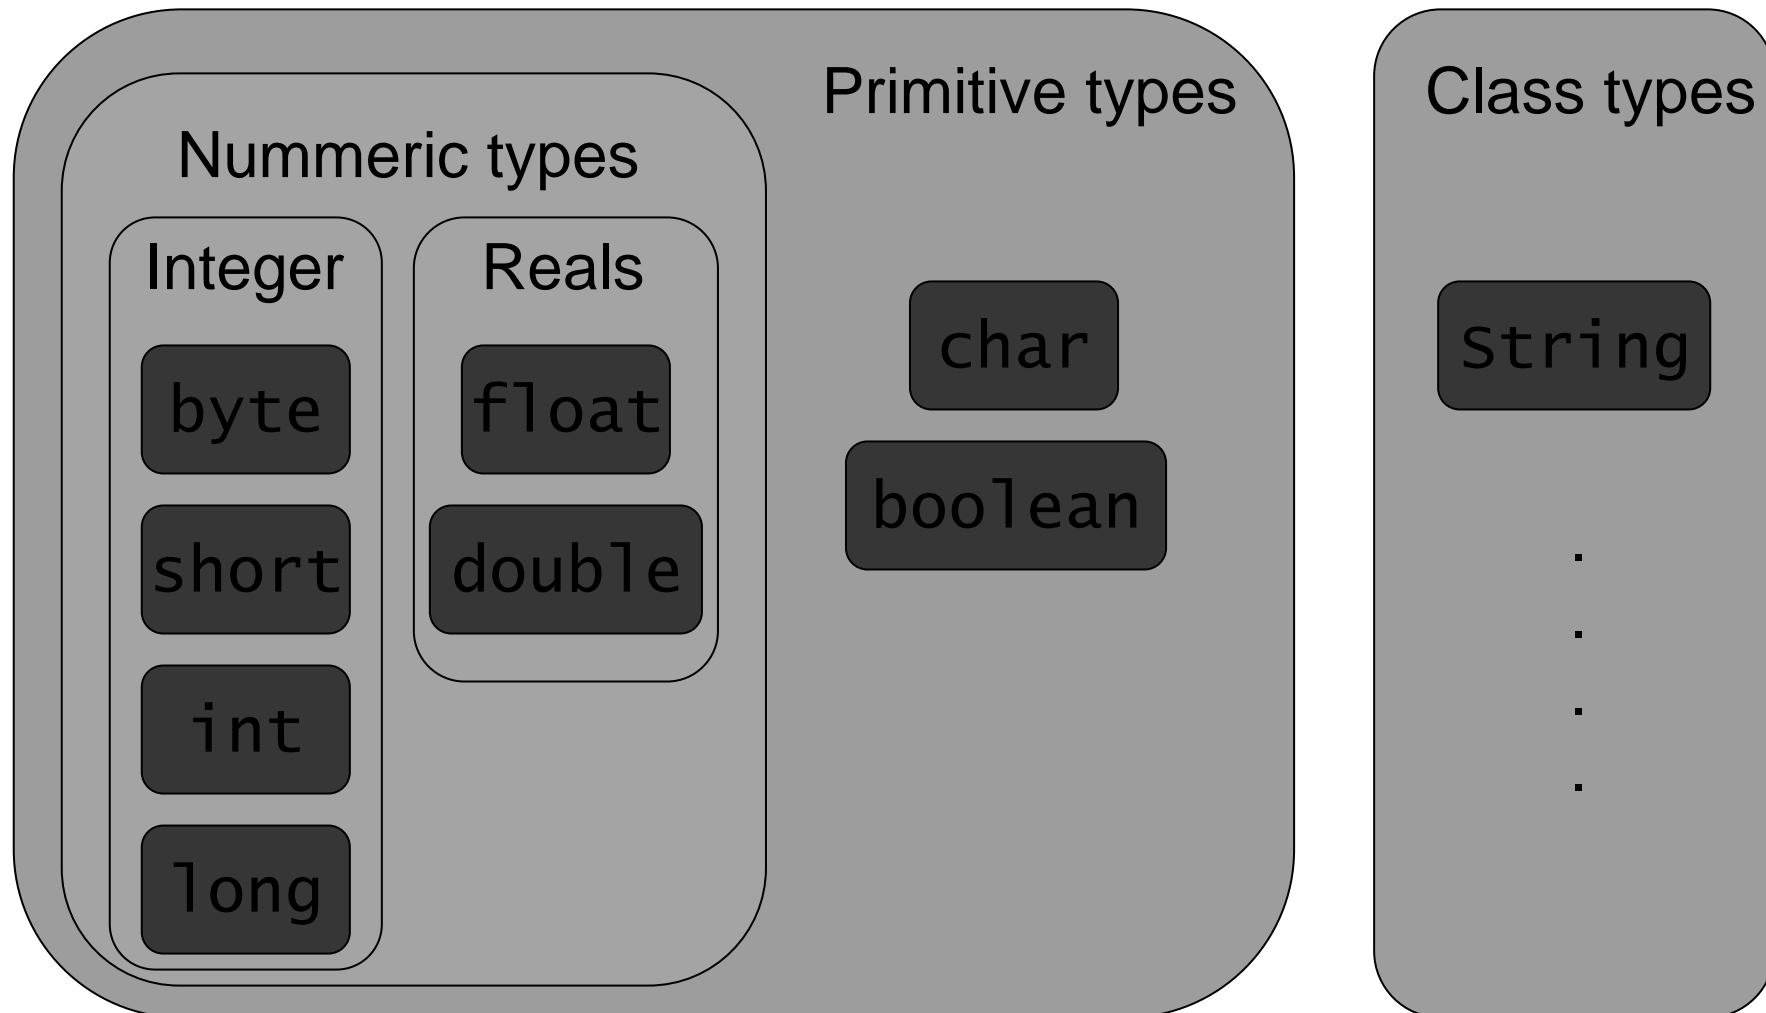 Primitive types
Class types
Nummeric types
Integer
Reals
byte
float
char
String
short
double
boolean
int
long
.
.
.
.